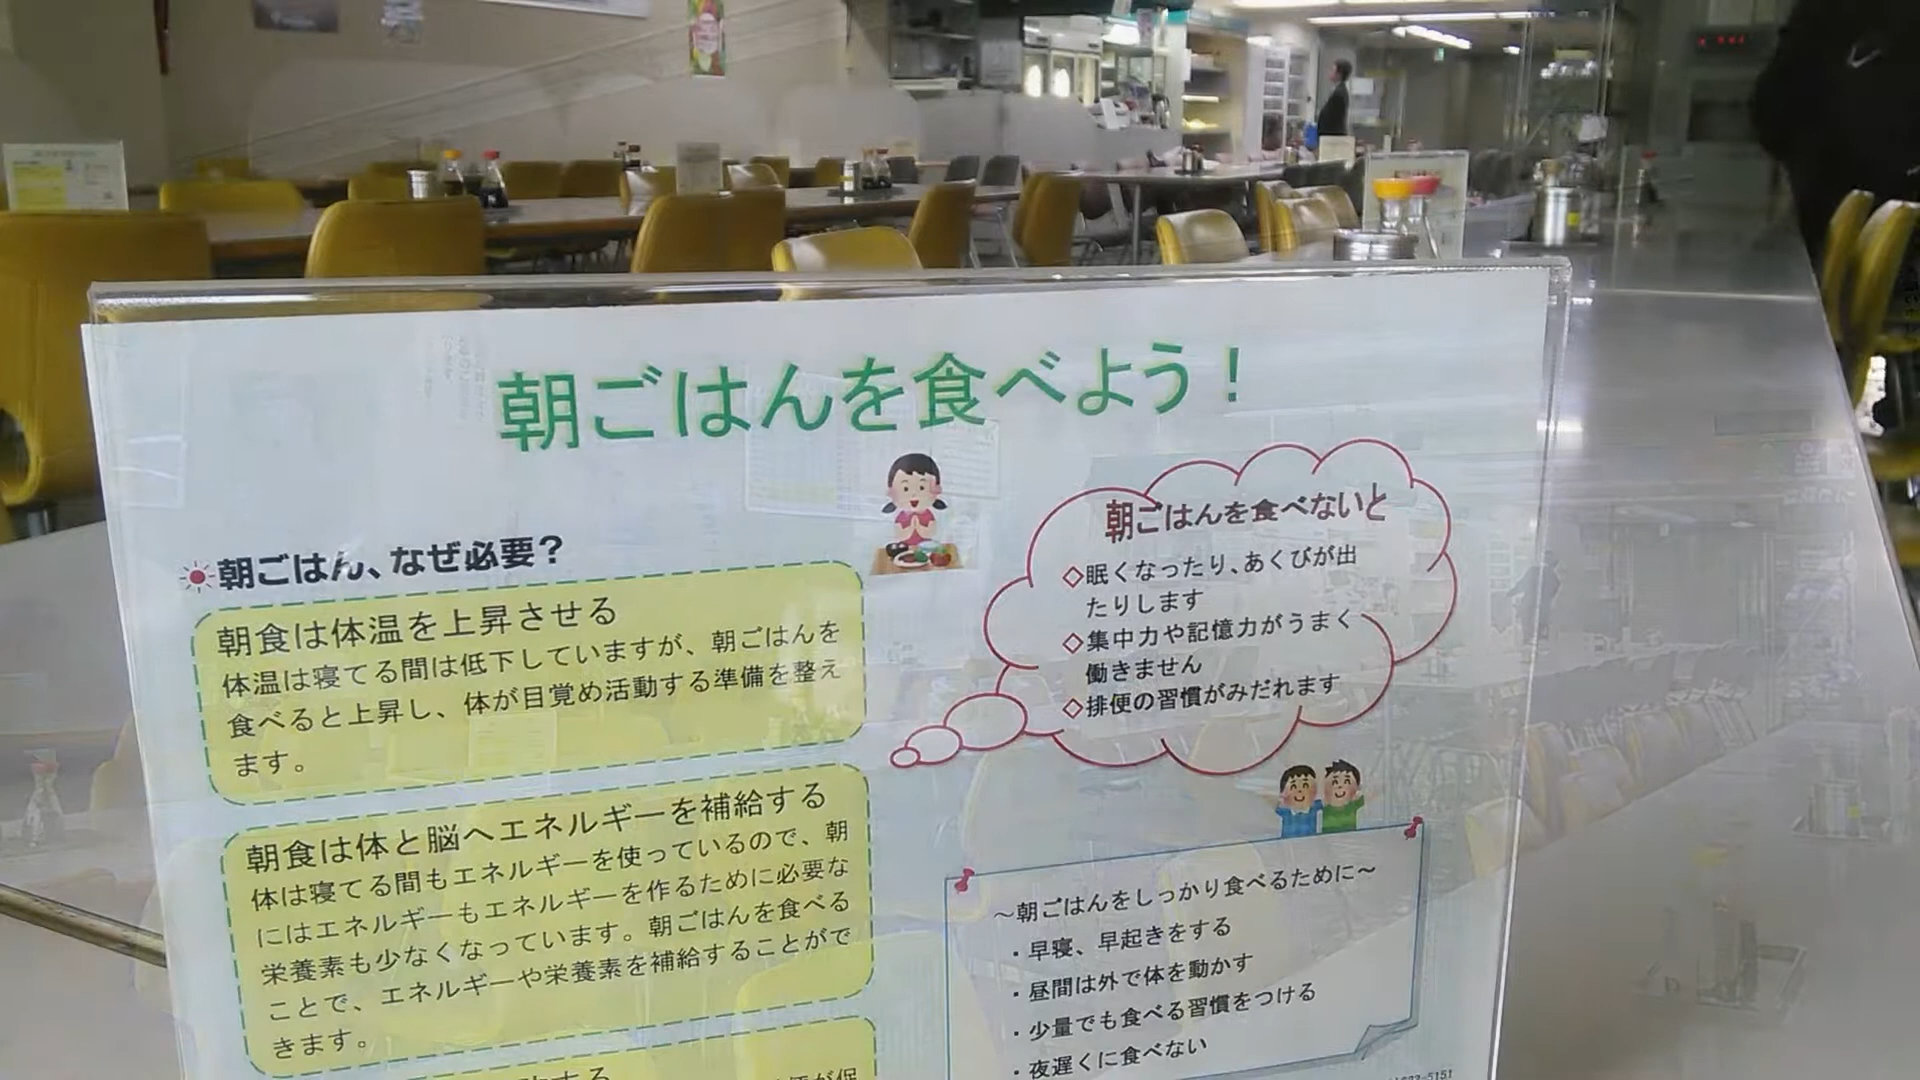 朝ごはんを食べよう！
朝ごはん、なぜ必要？
朝食は体温を上昇させる
体温は寝てる間は低下していますが、朝ごはんを
食べると上昇し、体が目覚め活動する準備を整え
ます。
朝食は体と脳へエネルギーを補給する
体は寝てる間もエネルギーを使っているので、朝
にはエネルギーもエネルギーを作るために必要な
栄養素も少なくなっています。朝ごはんを食べる
ことで、エネルギーや栄養素を補給することがで
きます。
朝ごはんを食べないと
◇眠くなったり、あくびが出
たりします
◇集中力や記憶力がうまく
働きません
◇排便の習慣がみだれます
～朝ごはんをしっかり食べるために～
・早寝、早起きをする
・昼間は外で体を動かす
・少量でも食べる習慣をつける
・夜遅くに食べない